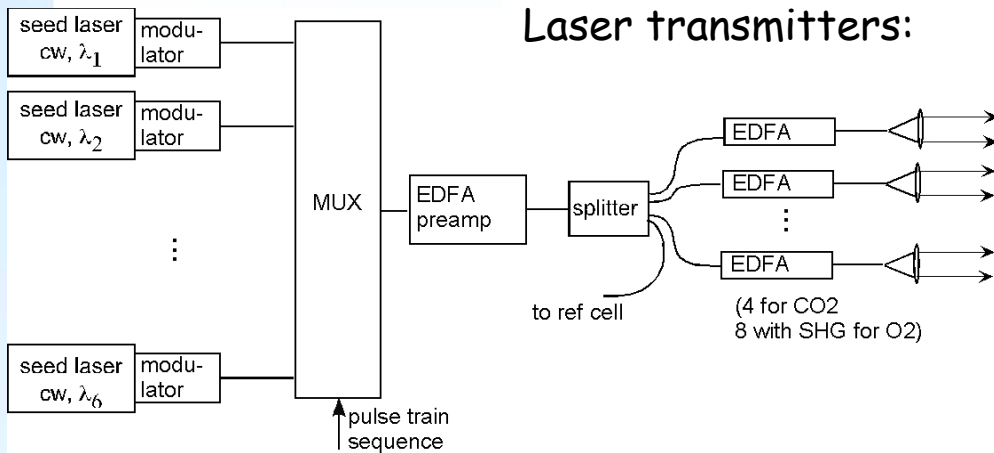 Laser transmitters:
seed laser
cw, λ1
modu-
lator
seed laser
cw, λ2
modu-
lator
⋮
seed laser
cw, λ6
modu-
lator
MUX
pulse train
sequence
EDFA
preamp
splitter
to ref cell
EDFA
EDFA
⋮
EDFA
(4 for CO2
8 with SHG for O2)